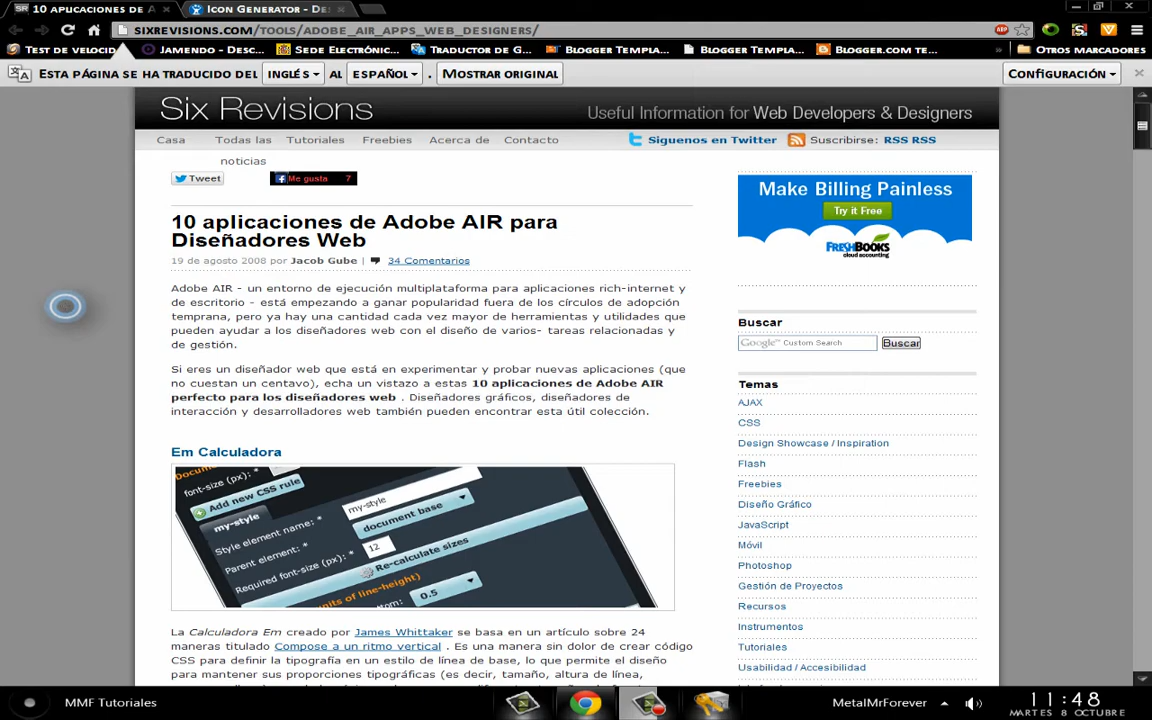 10 aplicaciones de A
Icon Generator - De
sixrevisions.com/tools/adobe_air_apps_web_designers/
Test de velocid
Jamendo - Desc...
Sede Electrónic...
Traductor de G...
Blogger Templa...
Blogger Templa...
Blogger.com te...
»
Otros marcadores
Esta página se ha traducido del inglés al español . Mostrar original
Configuración
Six Revisions
Useful Information for Web Developers & Designers
Casa Todas las Tutoriales Freebies Acerca de Contacto
noticias
Siguenos en Twitter
Suscribirse: RSS RSS
Tweet
Me gusta 7
10 aplicaciones de Adobe AIR para
Diseñadores Web
19 de agosto 2008 por Jacob Gube | 34 Comentarios
Adobe AIR - un entorno de ejecución multiplataforma para aplicaciones rich-internet y
de escritorio - está empezando a ganar popularidad fuera de los círculos de adopción
temprana, pero ya hay una cantidad cada vez mayor de herramientas y utilidades que
pueden ayudar a los diseñadores web con el diseño de varios- tareas relacionadas y
de gestión.
Si eres un diseñador web que está en experimentar y probar nuevas aplicaciones (que
no cuestan un centavo), echa un vistazo a estas 10 aplicaciones de Adobe AIR
perfecto para los diseñadores web . Diseñadores gráficos, diseñadores de
interacción y desarrolladores web también pueden encontrar esta útil colección.
Em Calculadora
font-size (px): *
Add new CSS rule
my-style
Style element name: *
my-style
Parent element: *
document base
Required font-size (px): *
12
Re-calculate sizes
units of line-height)
0.5
La Calculadora Em creado por James Whittaker se basa en un artículo sobre 24
maneras titulado Compose a un ritmo vertical . Es una manera sin dolor de crear código
CSS para definir la tipografía en un estilo de línea de base, lo que permite el diseño
para mantener sus proporciones tipográficas (es decir, tamaño, altura de línea,
Make Billing Painless
Try it Free
FreshBooks
cloud accounting
Buscar
Google™ Custom Search
Buscar
Temas
AJAX
CSS
Design Showcase / Inspiration
Flash
Freebies
Diseño Gráfico
JavaScript
Móvil
Photoshop
Gestión de Proyectos
Recursos
Instrumentos
Tutoriales
Usabilidad / Accesibilidad
MMF Tutoriales
MetalMrForever
11:48
martes 8 octubre